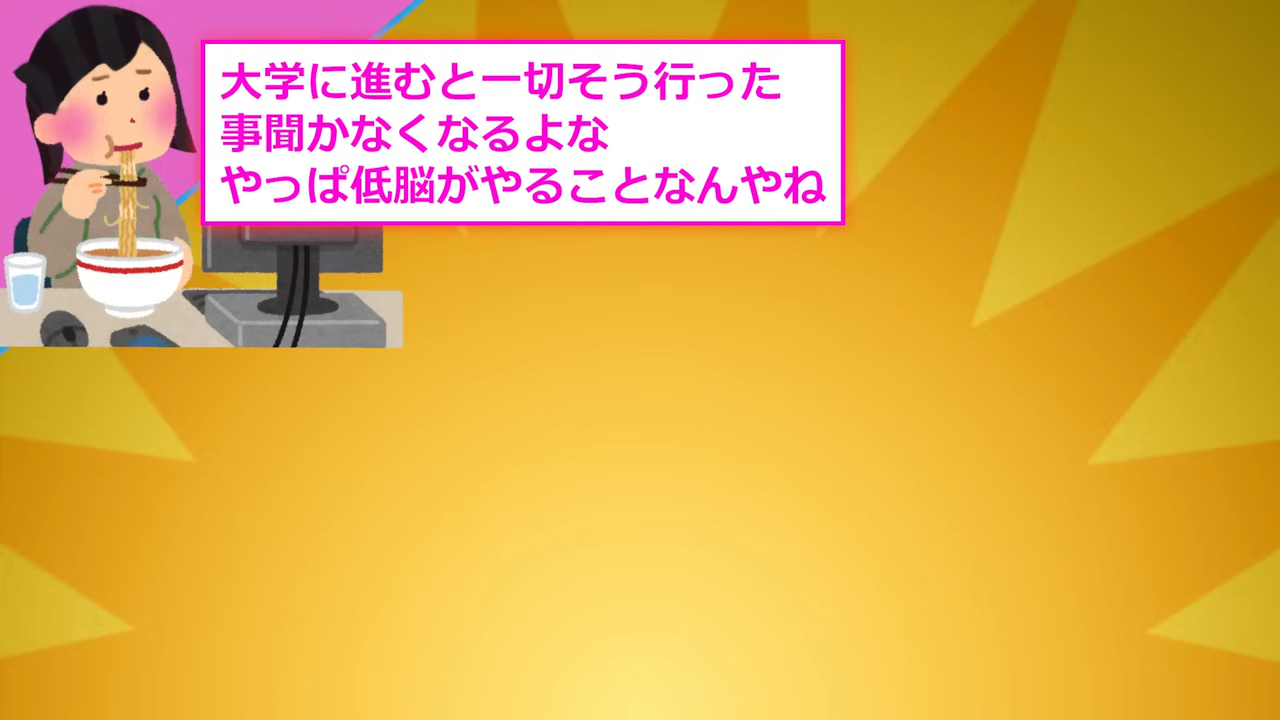 大学に進むと一切そう行った
事聞かなくなるよな
やっぱ低脳がやることなんやね